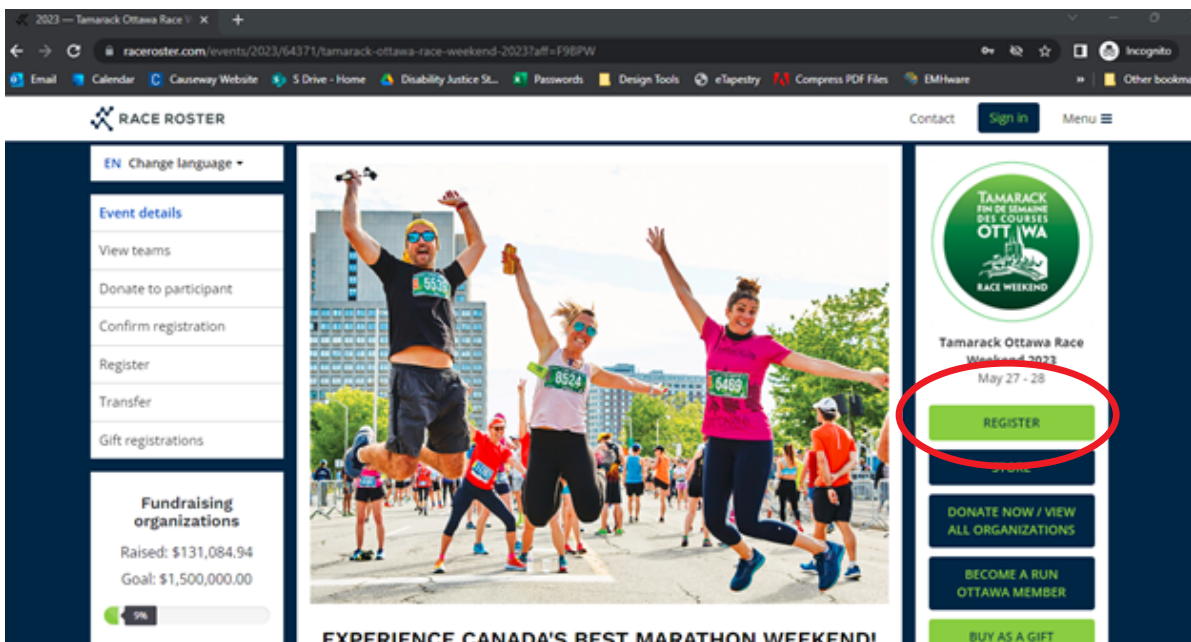 2023 — Tamarack Ottawa Race
raceroster.com/events/2023/64371/tamarack-ottawa-race-weekend-2023?aff=F9BPW
Incognito
Email Calendar Causeway Website S Drive - Home Disability Justice St... Passwords Design Tools eTapestry Compress PDF Files EMHware » Other bookma
RACE ROSTER
Contact Sign in Menu
EN Change language
Event details
View teams
Donate to participant
Confirm registration
Register
Transfer
Gift registrations
Fundraising
organizations
Raised: $131,084.94
Goal: $1,500,000.00
9%
8524
6469
EXPERIENCE CANADA'S BEST MARATHON WEEKEND!
TAMARACK
FIN DE SEMAINE
DES COURSES
OTTAWA
RACE WEEKEND
Tamarack Ottawa Race
Weekend 2023
May 27 - 28
REGISTER
STORE
DONATE NOW / VIEW
ALL ORGANIZATIONS
BECOME A RUN
OTTAWA MEMBER
BUY AS A GIFT